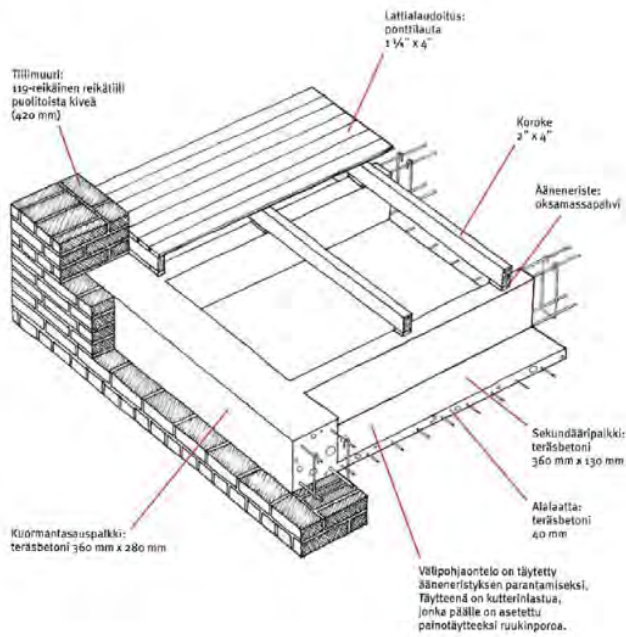 Lattialaudoitus:
ponttilauta
1 ¼" x 4"
Tiilimuuri:
119-reikäinen reikätiili
puolitoista kiveä
(420 mm)
Koroke
2" x 4"
Ääneneriste:
oksamassapahvi
Sekundääripalkki:
teräsbetoni
360 mm x 130 mm
Alalaatta:
teräsbetoni
40 mm
Kuormantasauspalkki:
teräsbetoni 360 mm x 280 mm
Välipohjaontelo on täytetty
ääneneristyksen parantamiseksi.
Täytteenä on kutterinlastua,
jonka päälle on asetettu
painotäytteeksi ruukinporoa.